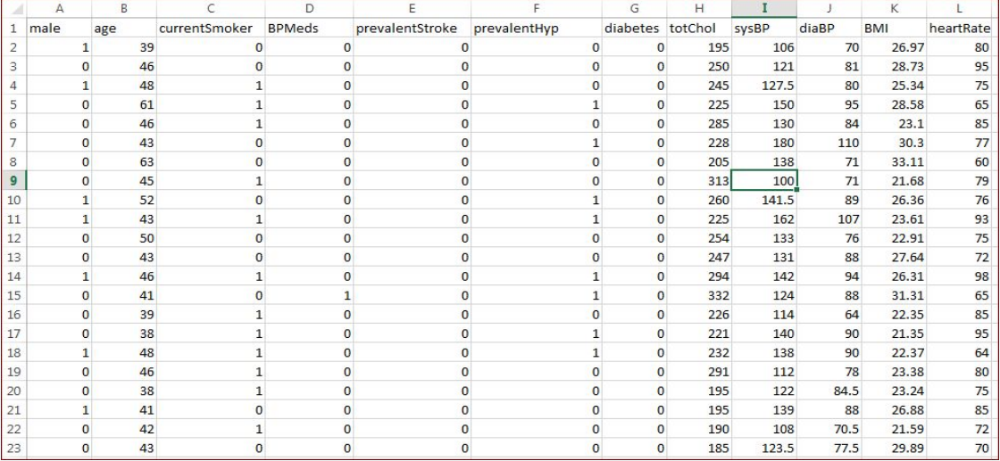 A B C D E F G H I J K L
1 male age currentSmoker BPMeds prevalentStroke prevalentHyp diabetes totChol sysBP diaBP BMI heartRate
2 1 39 0 0 0 0 0 195 106 70 26.97 80
3 0 46 0 0 0 0 0 250 121 81 28.73 95
4 1 48 1 0 0 0 0 245 127.5 80 25.34 75
5 0 61 1 0 0 1 0 225 150 95 28.58 65
6 0 46 1 0 0 0 0 285 130 84 23.1 85
7 0 43 0 0 0 1 0 228 180 110 30.3 77
8 0 63 0 0 0 0 0 205 138 71 33.11 60
9 0 45 1 0 0 0 0 313 100 71 21.68 79
10 1 52 0 0 0 1 0 260 141.5 89 26.36 76
11 1 43 1 0 0 1 0 225 162 107 23.61 93
12 0 50 0 0 0 0 0 254 133 76 22.91 75
13 0 43 0 0 0 0 0 247 131 88 27.64 72
14 1 46 1 0 0 1 0 294 142 94 26.31 98
15 0 41 0 1 0 1 0 332 124 88 31.31 65
16 0 39 1 0 0 0 0 226 114 64 22.35 85
17 0 38 1 0 0 1 0 221 140 90 21.35 95
18 1 48 1 0 0 1 0 232 138 90 22.37 64
19 0 46 1 0 0 0 0 291 112 78 23.38 80
20 0 38 1 0 0 0 0 195 122 84.5 23.24 75
21 1 41 0 0 0 0 0 195 139 88 26.88 85
22 0 42 1 0 0 0 0 190 108 70.5 21.59 72
23 0 43 0 0 0 0 0 185 123.5 77.5 29.89 70